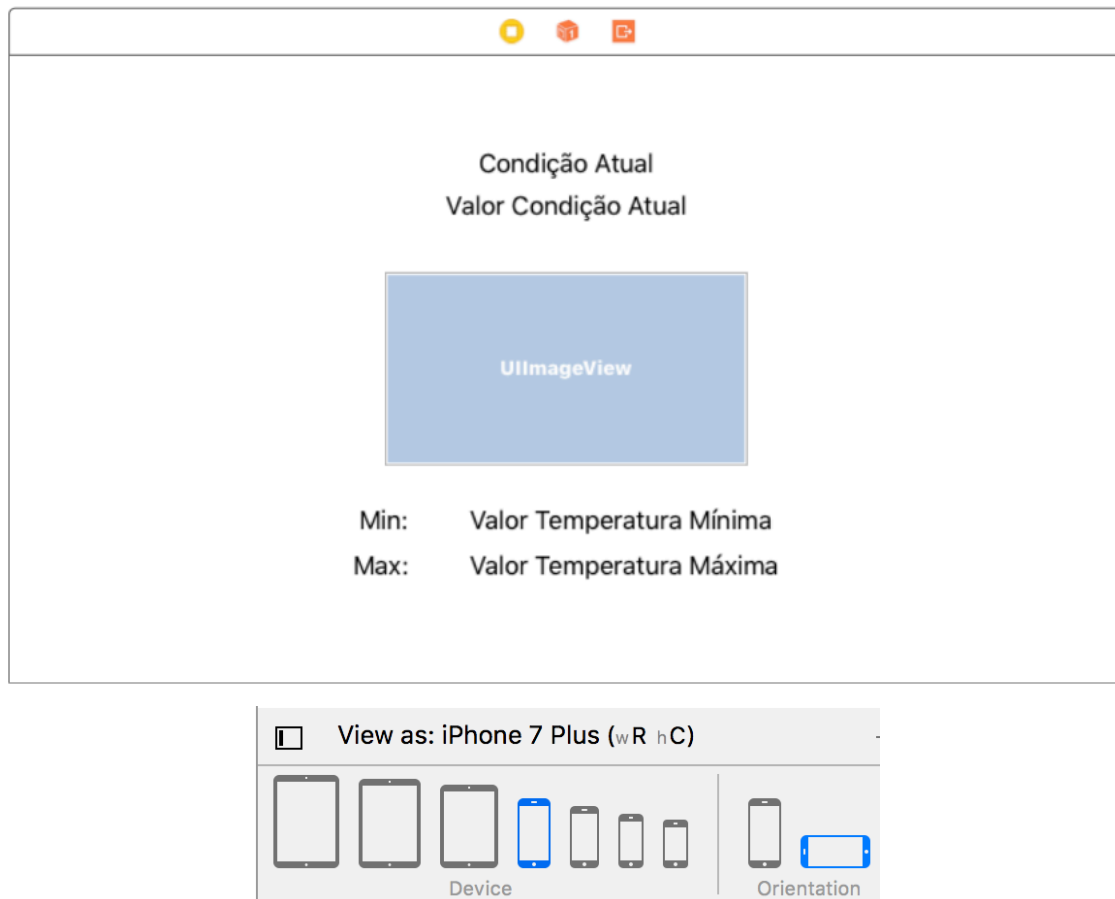 Condição Atual
Valor Condição Atual
UIImageView
Min: Valor Temperatura Mínima
Max: Valor Temperatura Máxima
View as: iPhone 7 Plus (wR hC)
Device Orientation